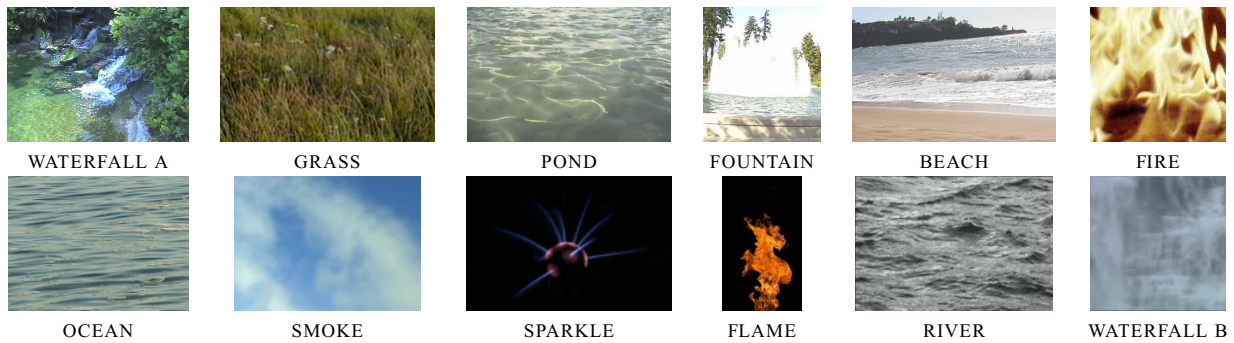 WATERFALL A GRASS POND FOUNTAIN BEACH FIRE
OCEAN SMOKE SPARKLE FLAME RIVER WATERFALL B